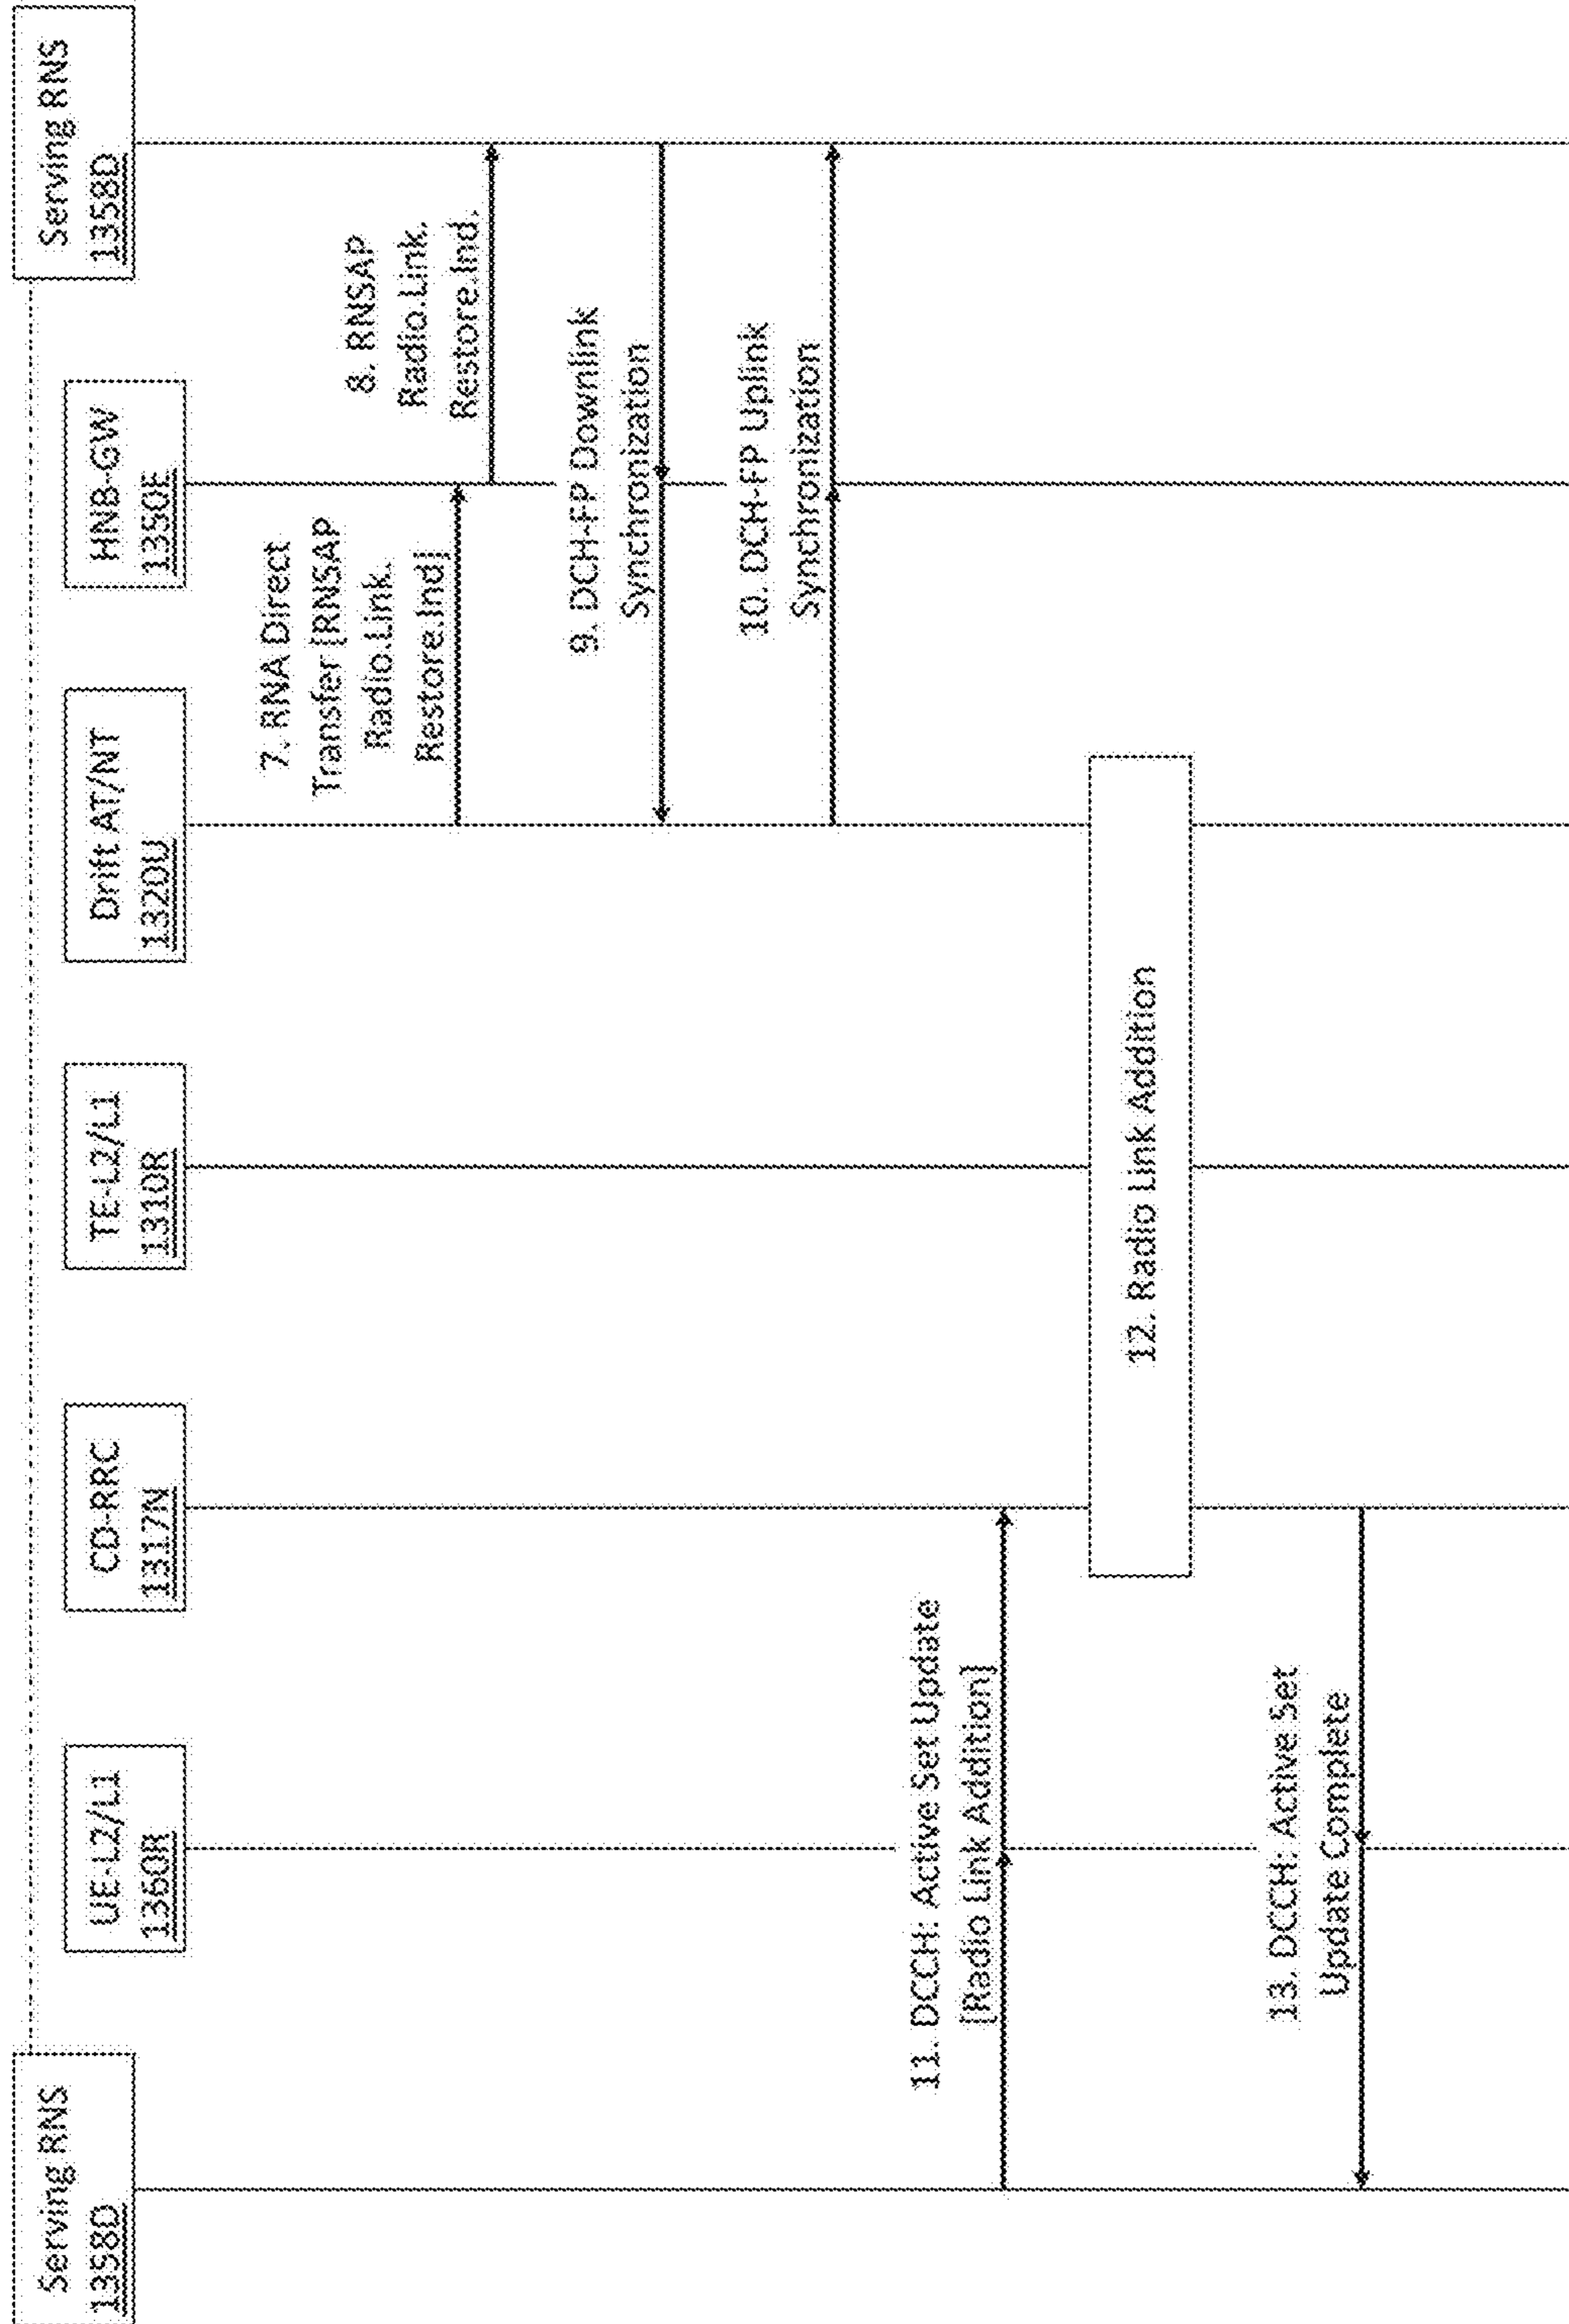 Serving RNS
1358D
UE-L2/L1
1360R
CD-RRC
1317N
TE-L2/L1
1310R
Drift AT/NT
1320U
HNB-GW
1350F
Serving RNS
1358D
7. RNA Direct
Transfer [RNSAP
Radio.Link.
Restore.Ind]
8. RNSAP
Radio.Link.
Restore.Ind.
9. DCH-FP Downlink
Synchronization
10. DCH-FP Uplink
Synchronization
11. DCCH: Active Set Update
[Radio Link Addition]
12. Radio Link Addition
13. DCCH: Active Set
Update Complete